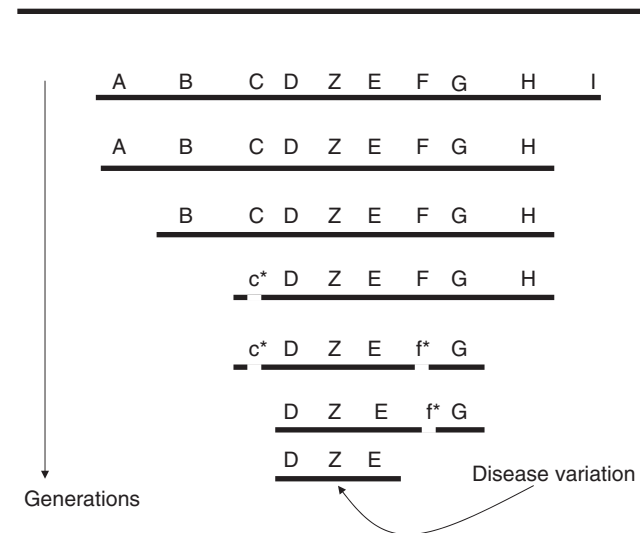 A B C D Z E F G H I
A B C D Z E F G H
B C D Z E F G H
c* D Z E F G H
c* D Z E f* G
D Z E f* G
D Z E
Disease variation
Generations